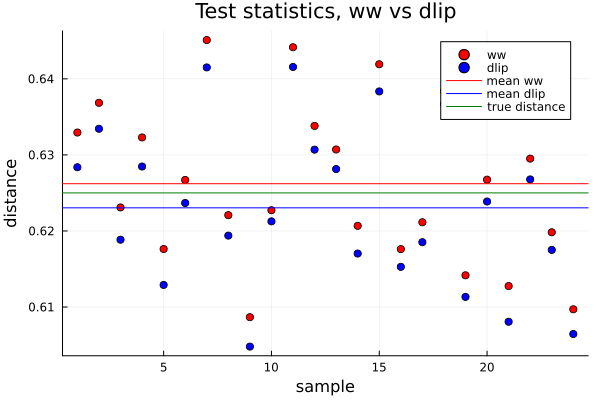 Test statistics, ww vs dlip
ww
dlip
mean ww
mean dlip
true distance
distance
0.64
0.63
0.62
0.61
5
10
15
20
sample